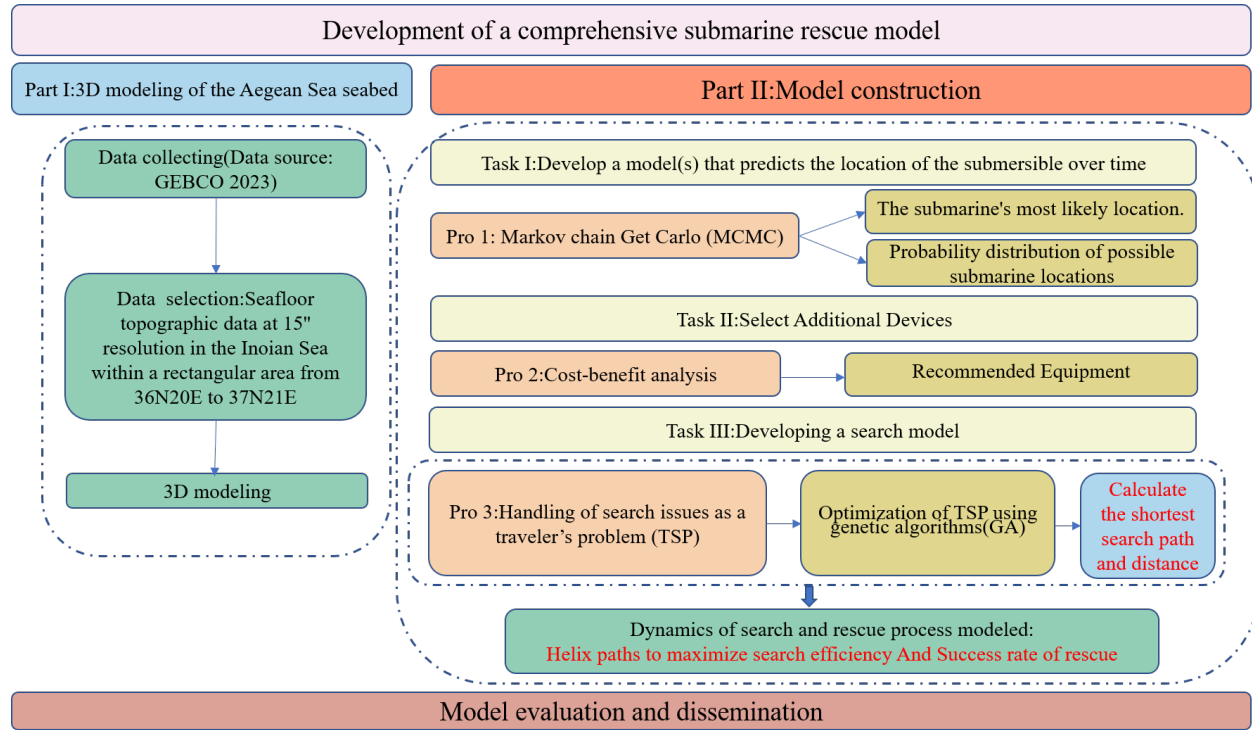 Development of a comprehensive submarine rescue model
Part I:3D modeling of the Aegean Sea seabed
Data collecting(Data source:
GEBCO 2023)
Data selection:Seafloor
topographic data at 15"
resolution in the Inoian Sea
within a rectangular area from
36N20E to 37N21E
3D modeling
Part II:Model construction
Task I:Develop a model(s) that predicts the location of the submersible over time
Pro 1: Markov chain Get Carlo (MCMC)
The submarine's most likely location.
Probability distribution of possible
submarine locations
Task II:Select Additional Devices
Pro 2:Cost-benefit analysis
Recommended Equipment
Task III:Developing a search model
Pro 3:Handling of search issues as a
traveler’s problem (TSP)
Optimization of TSP using
genetic algorithms(GA)
Calculate
the shortest
search path
and distance
Dynamics of search and rescue process modeled:
Helix paths to maximize search efficiency And Success rate of rescue
Model evaluation and dissemination